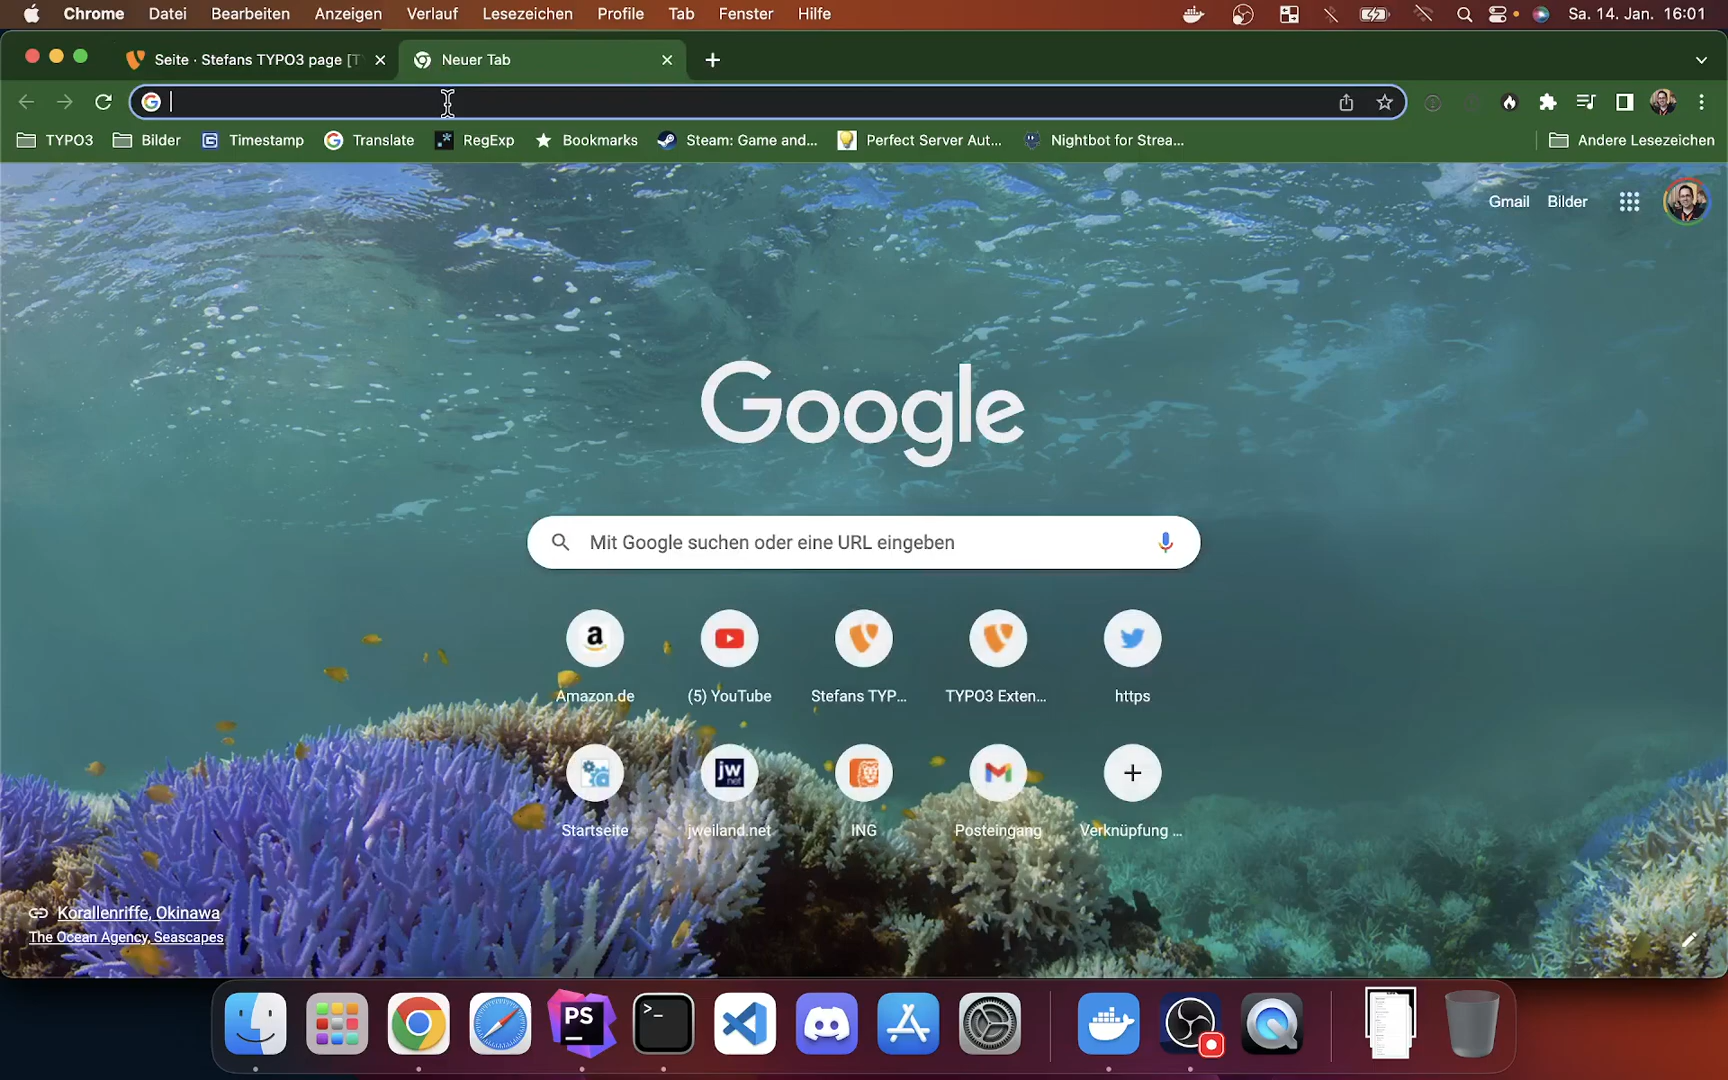 Chrome Datei Bearbeiten Anzeigen Verlauf Lesezeichen Profile Tab Fenster Hilfe Sa. 14. Jan. 16:01
Seite · Stefans TYPO3 page [T Neuer Tab
TYPO3 Bilder Timestamp Translate RegExp Bookmarks Steam: Game and... Perfect Server Aut... Nightbot for Strea... Andere Lesezeichen
Gmail Bilder
Google
Mit Google suchen oder eine URL eingeben
Amazon.de (5) YouTube Stefans TYP... TYPO3 Exten... https
jw
.net
Startseite jweiland.net ING Posteingang Verknüpfung ...
Korallenriffe, Okinawa
The Ocean Agency, Seascapes
PS